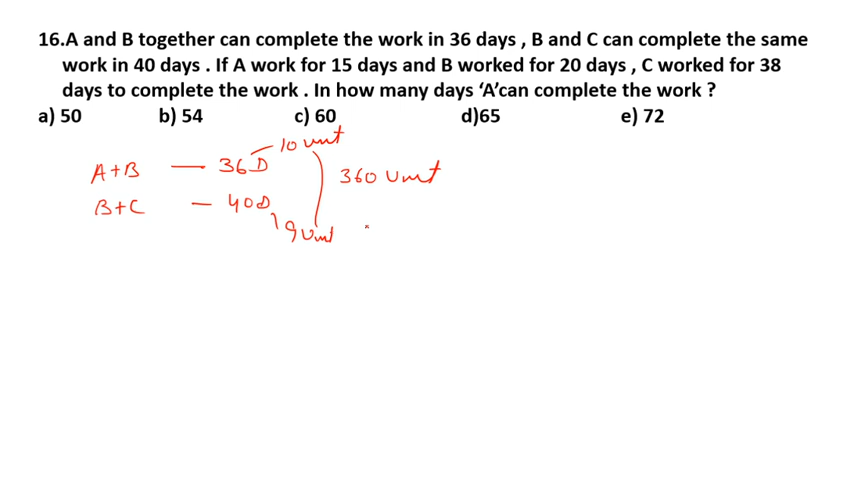 16.A and B together can complete the work in 36 days , B and C can complete the same
work in 40 days . If A work for 15 days and B worked for 20 days , C worked for 38
days to complete the work . In how many days ‘A’can complete the work ?
a) 50 b) 54 c) 60 d)65 e) 72
10 unit
A+B — 36D
360 Unit
B+C — 40D
9 Unit